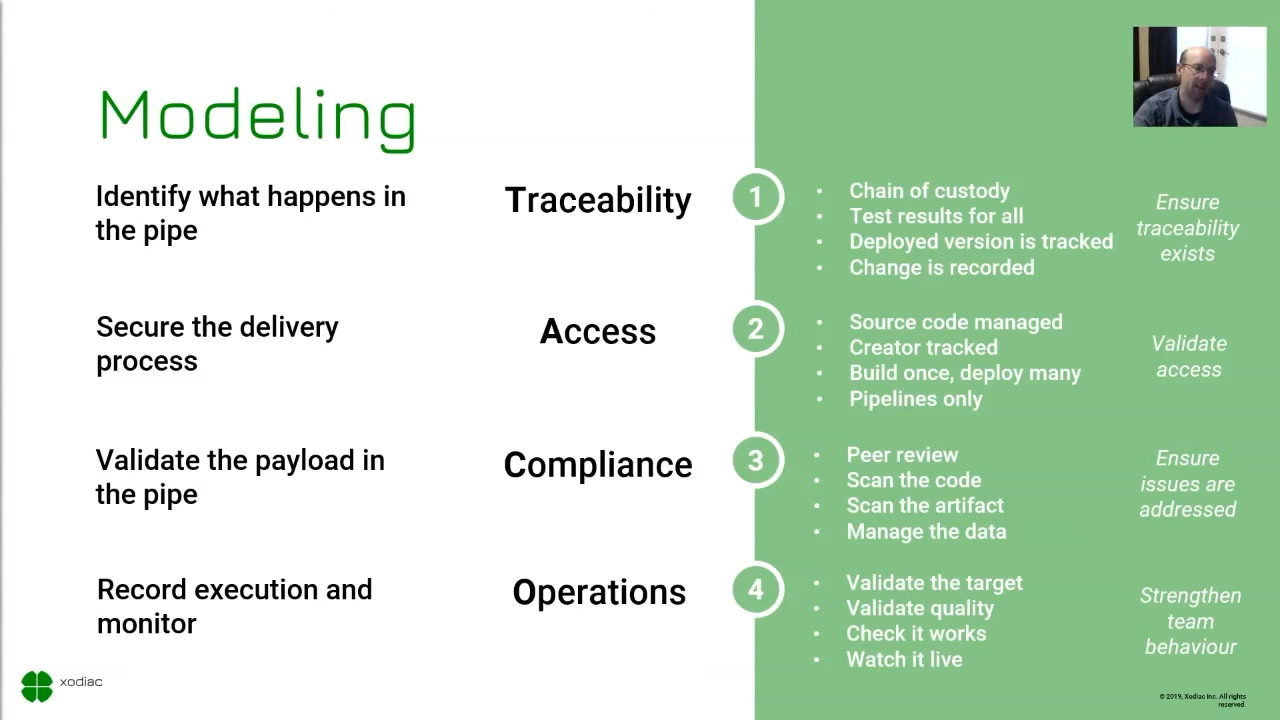 Modeling
Identify what happens in
the pipe
Traceability
1
• Chain of custody
• Test results for all
• Deployed version is tracked
• Change is recorded
Ensure
traceability
exists
Secure the delivery
process
Access
2
• Source code managed
• Creator tracked
• Build once, deploy many
• Pipelines only
Validate
access
Validate the payload in
the pipe
Compliance
3
• Peer review
• Scan the code
• Scan the artifact
• Manage the data
Ensure
issues are
addressed
Record execution and
monitor
Operations
4
• Validate the target
• Validate quality
• Check it works
• Watch it live
Strengthen
team
behaviour
xodiac
© 2019, Xodiac Inc. All rights
reserved.